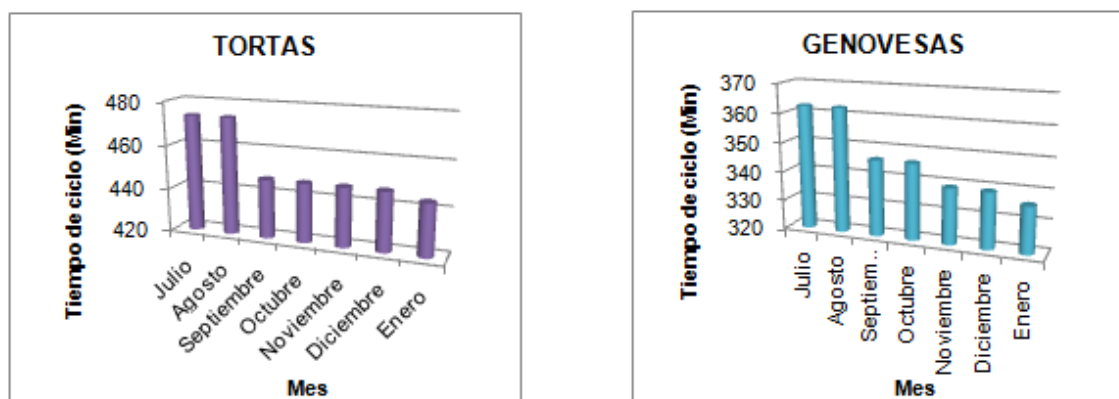 TORTAS
Tiempo de ciclo (Min)
480
460
440
420
Julio
Agosto
Septiembre
Octubre
Noviembre
Diciembre
Enero
Mes
GENOVESAS
Tiempo de ciclo (Min)
370
360
350
340
330
320
Julio
Agosto
Septiem...
Octubre
Noviembre
Diciembre
Enero
Mes